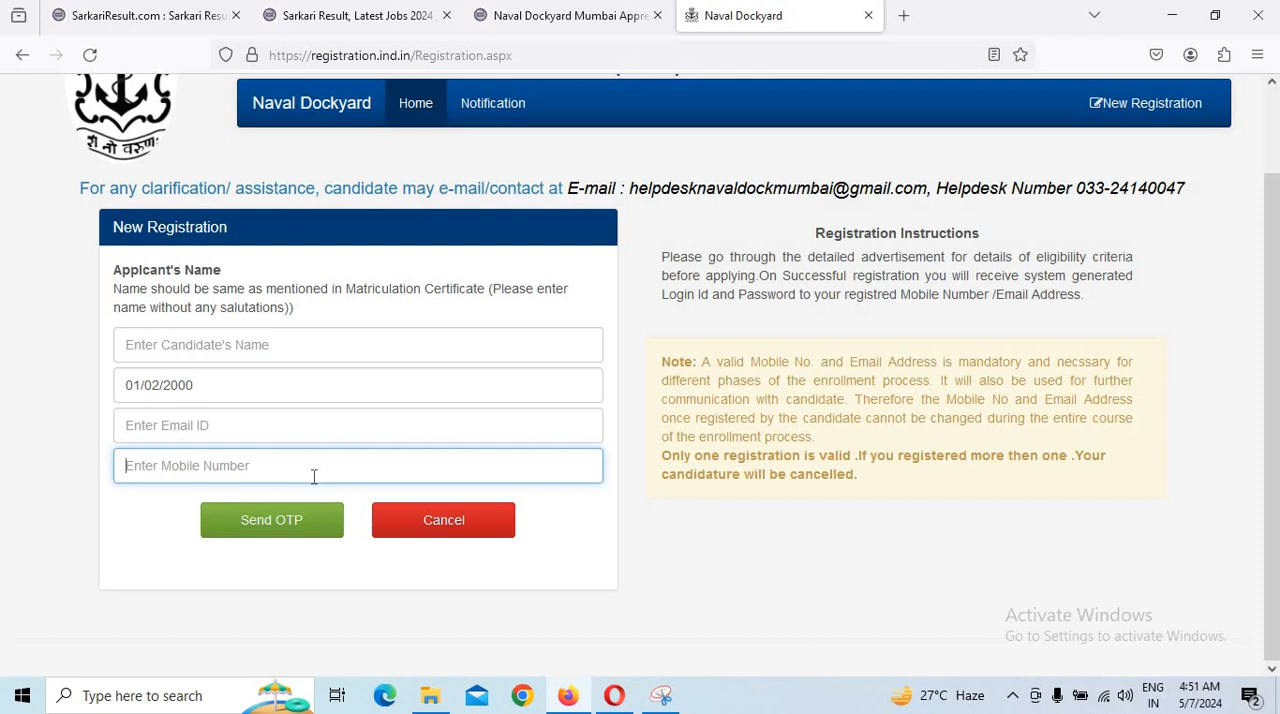 SarkariResult.com : Sarkari Resu
Sarkari Result, Latest Jobs 2024
Naval Dockyard Mumbai Appre
Naval Dockyard
https://registration.ind.in/Registration.aspx
शं नो वरुणः
Naval Dockyard
Home
Notification
New Registration
For any clarification/ assistance, candidate may e-mail/contact at E-mail : helpdesknavaldockmumbai@gmail.com, Helpdesk Number 033-24140047
New Registration
Applicant's Name
Name should be same as mentioned in Matriculation Certificate (Please enter
name without any salutations))
Enter Candidate's Name
01/02/2000
Enter Email ID
Enter Mobile Number
Send OTP
Cancel
Registration Instructions
Please go through the detailed advertisement for details of eligibility criteria
before applying.On Successful registration you will receive system generated
Login Id and Password to your registred Mobile Number /Email Address.
Note: A valid Mobile No. and Email Address is mandatory and necssary for
different phases of the enrollment process. It will also be used for further
communication with candidate. Therefore the Mobile No and Email Address
once registered by the candidate cannot be changed during the entire course
of the enrollment process.
Only one registration is valid .If you registered more then one .Your
candidature will be cancelled.
Activate Windows
Go to Settings to activate Windows.
Type here to search
27°C Haze
ENG
IN
4:51 AM
5/7/2024
2